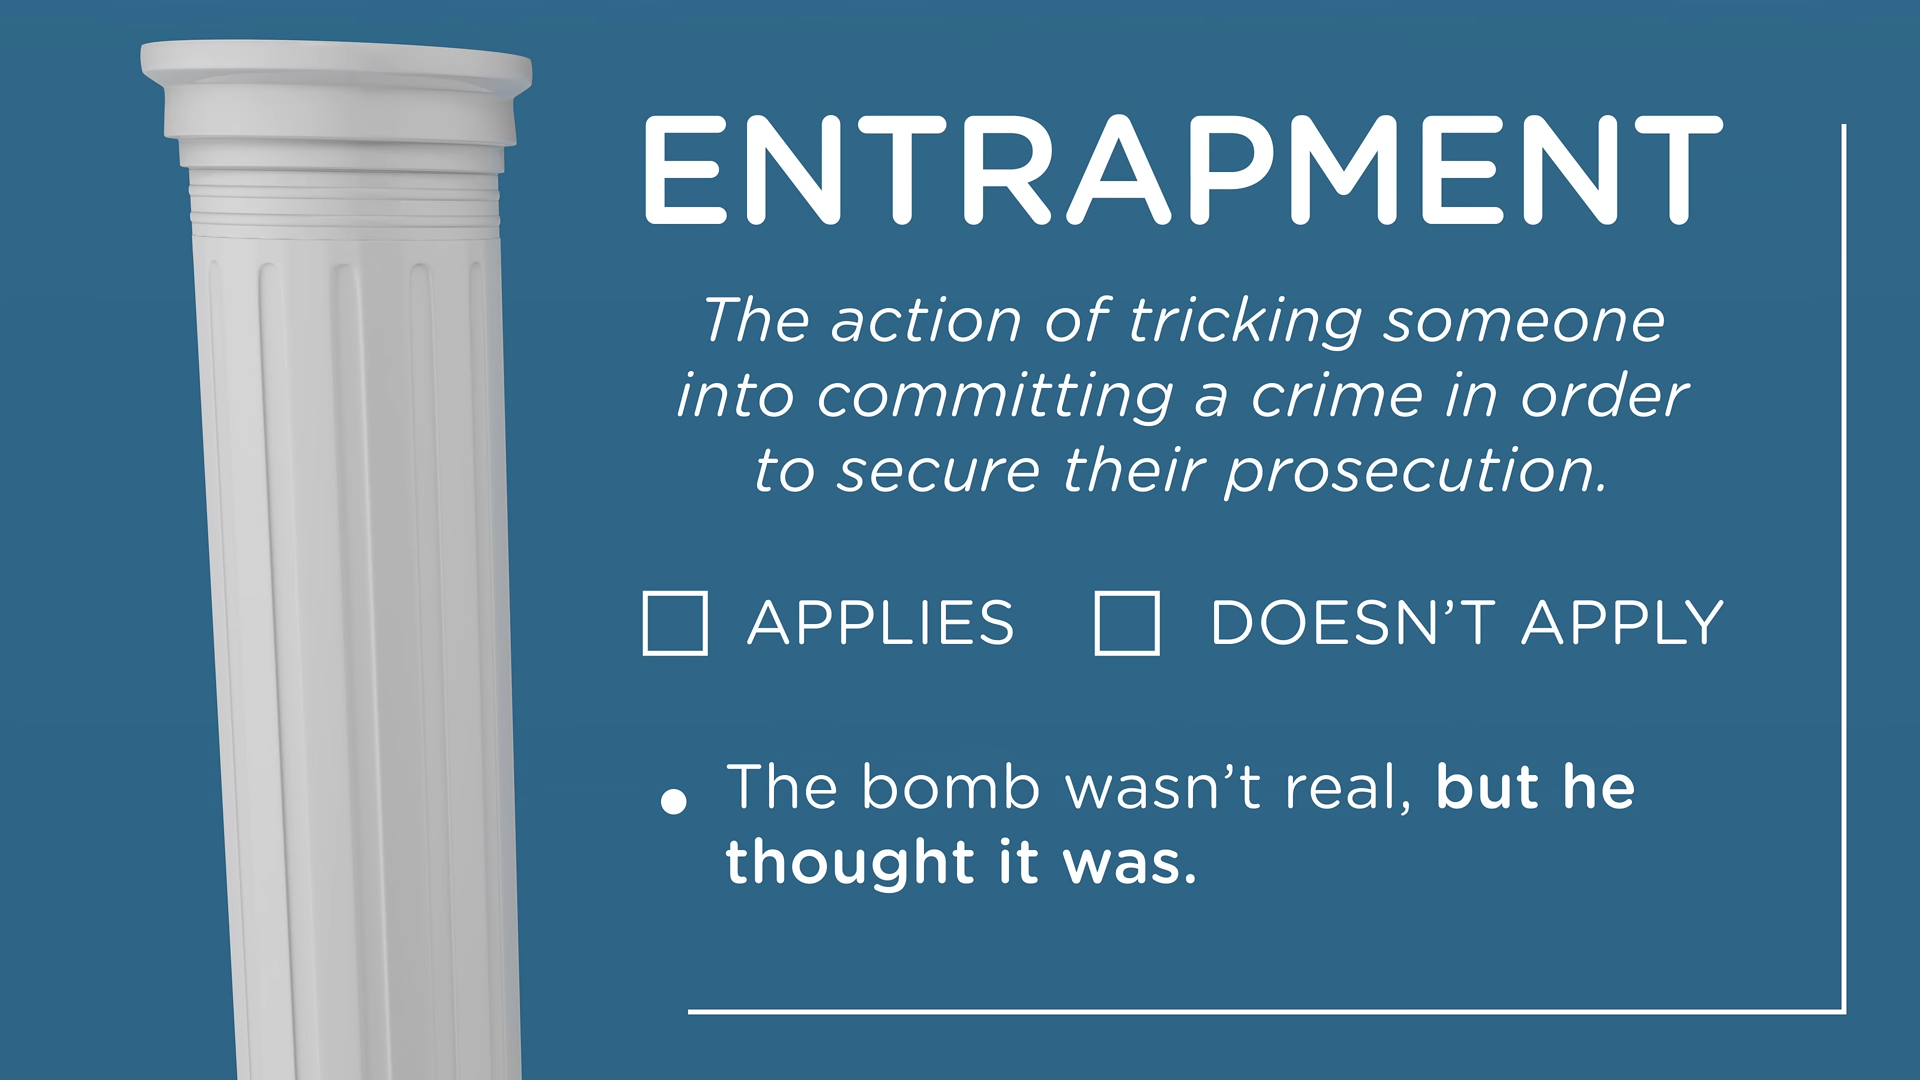 ENTRAPMENT
The action of tricking someone
into committing a crime in order
to secure their prosecution.
APPLIES DOESN’T APPLY
• The bomb wasn’t real, but he
thought it was.